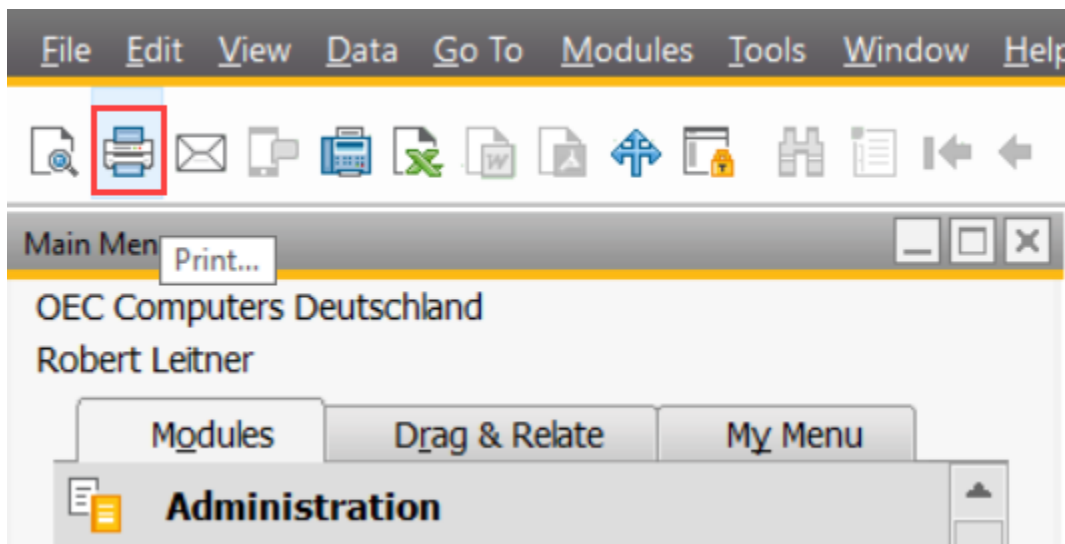 File Edit View Data Go To Modules Tools Window Help
Main Men
Print...
OEC Computers Deutschland
Robert Leitner
Modules Drag & Relate My Menu
Administration